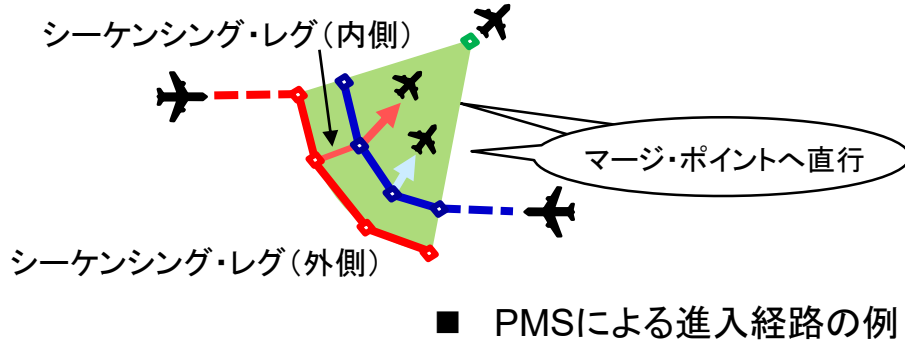 シーケンシング・レグ（内側）
マージ・ポイントへ直行
シーケンシング・レグ（外側）
■ PMSによる進入経路の例